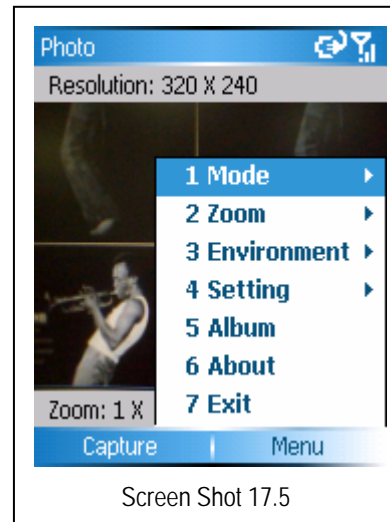 Photo
Resolution: 320 X 240
1 Mode
2 Zoom
3 Environment
4 Setting
5 Album
6 About
7 Exit
Zoom: 1 X
Capture Menu
Screen Shot 17.5